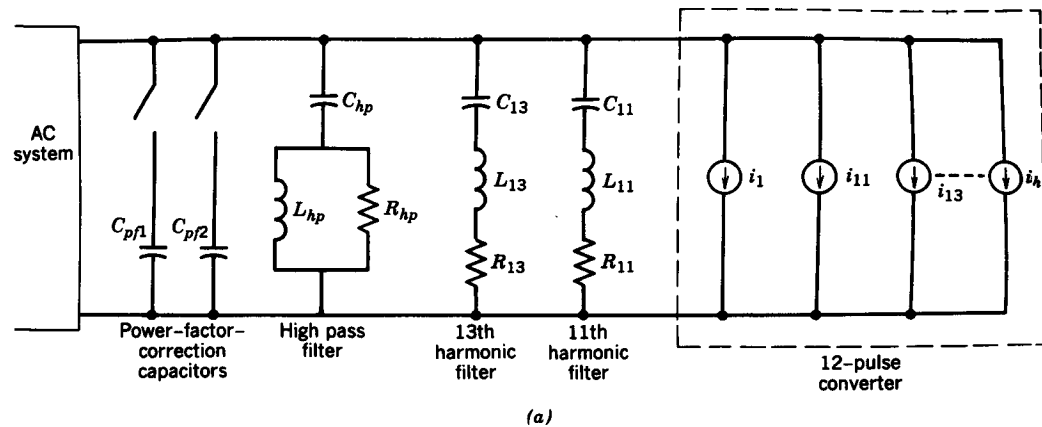 AC
system
C_pf1
C_pf2
C_hp
L_hp
R_hp
C_13
L_13
R_13
C_11
L_11
R_11
i_1
i_11
i_13
i_h
Power-factor-
correction
capacitors
High pass
filter
13th
harmonic
filter
11th
harmonic
filter
12-pulse
converter
(a)